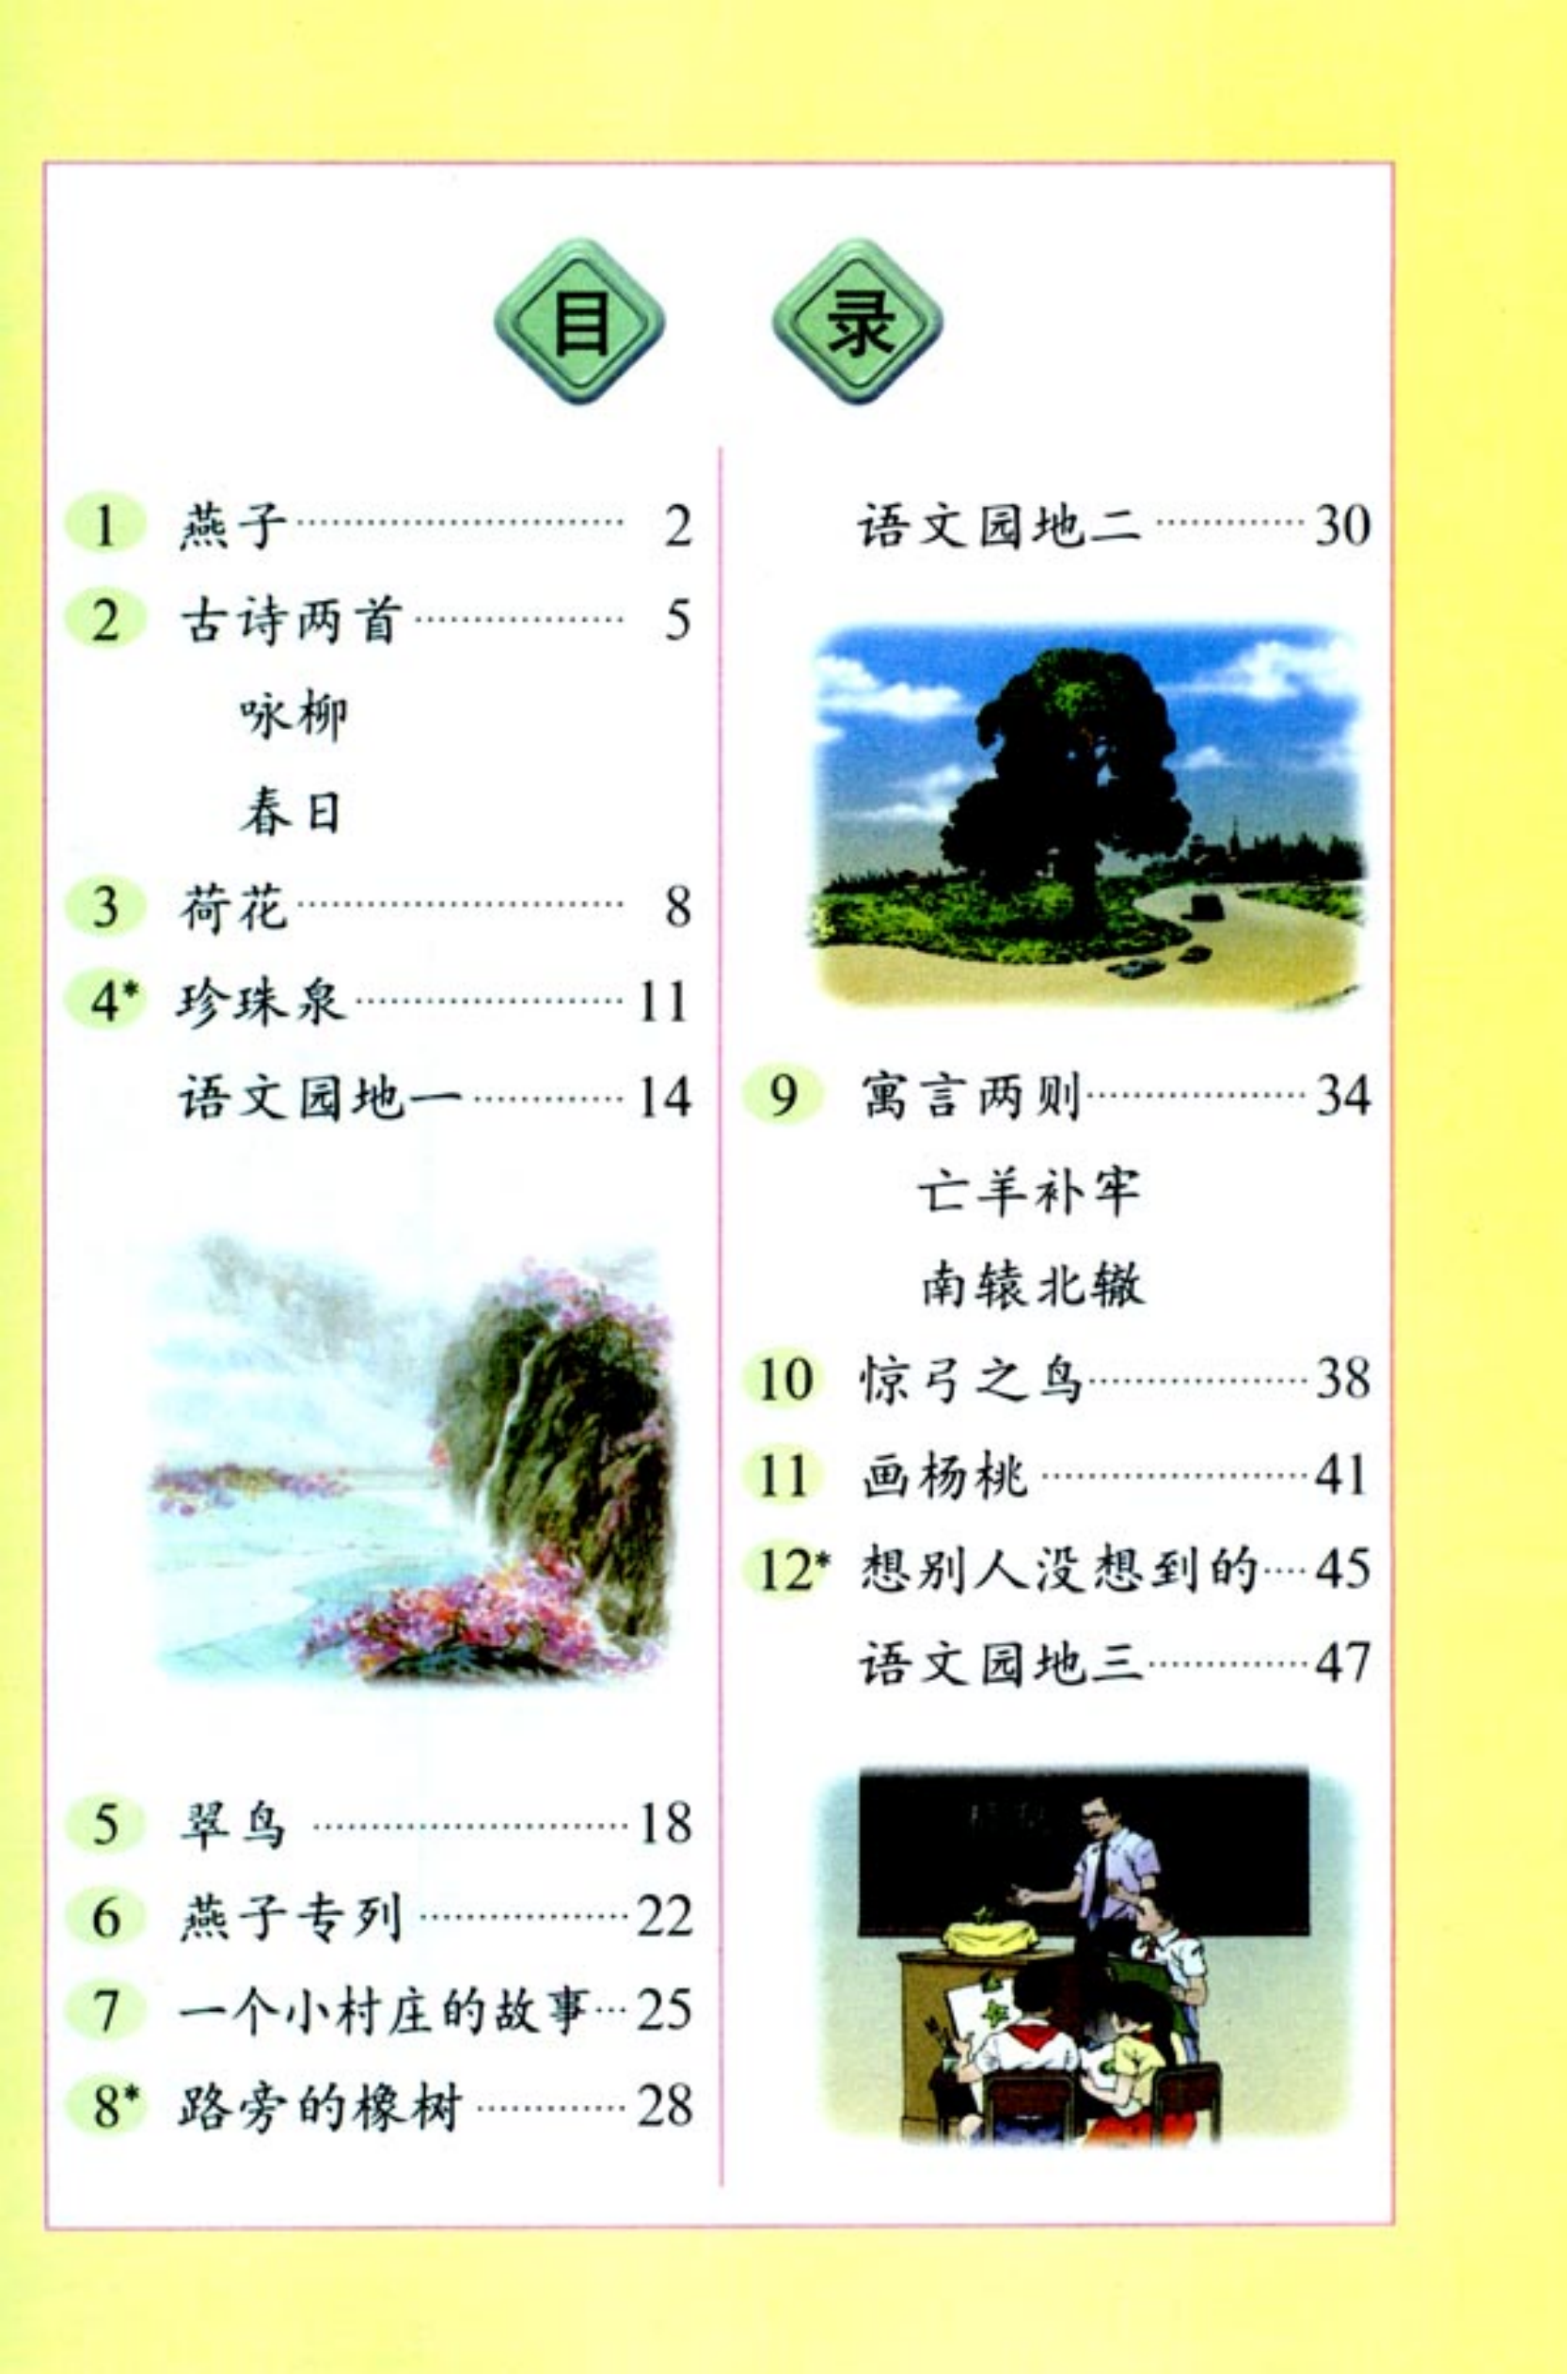 目 录
1 燕子………………………… 2
2 古诗两首……………… 5
咏柳
春日
3 荷花………………………… 8
4* 珍珠泉…………………… 11
语文园地一………… 14
5 翠鸟………………………18
6 燕子专列………………22
7 一个小村庄的故事…25
8* 路旁的橡树…………28
语文园地二…………30
9 寓言两则………………34
亡羊补牢
南辕北辙
10 惊弓之鸟………………38
11 画杨桃……………………41
12* 想别人没想到的…45
语文园地三…………47